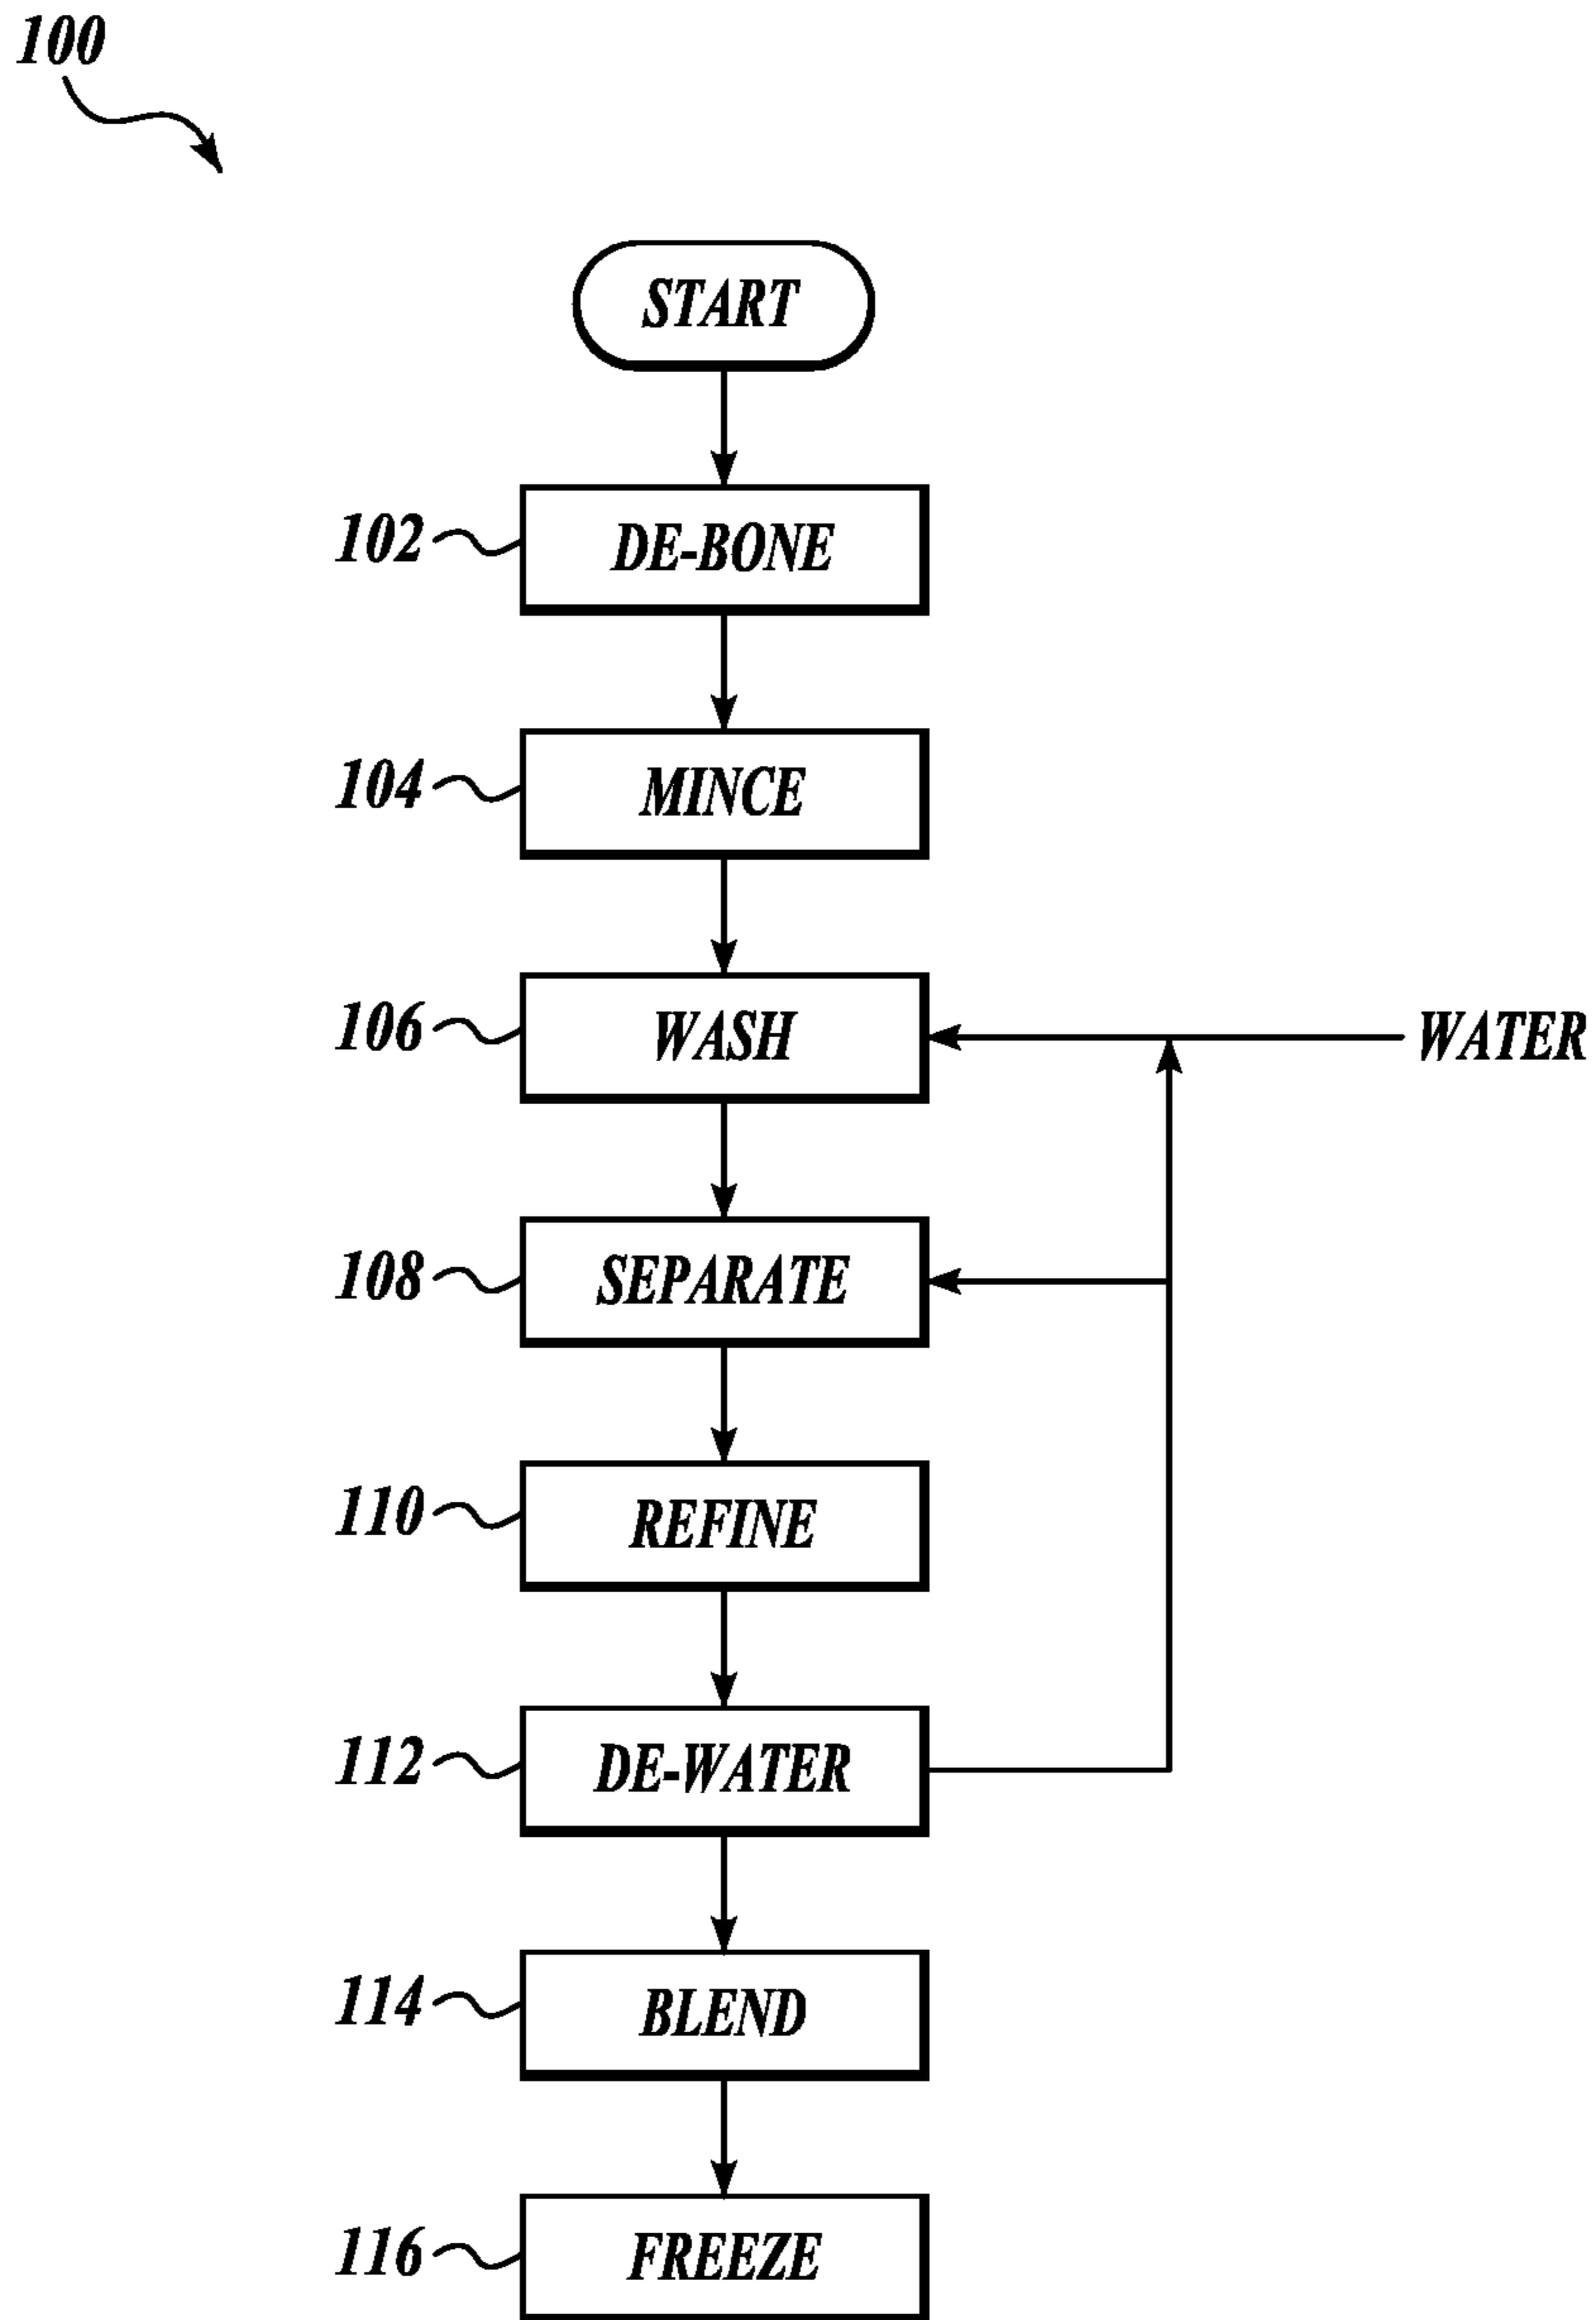 100
START
102 DE-BONE
104 MINCE
106 WASH WATER
108 SEPARATE
110 REFINE
112 DE-WATER
114 BLEND
116 FREEZE